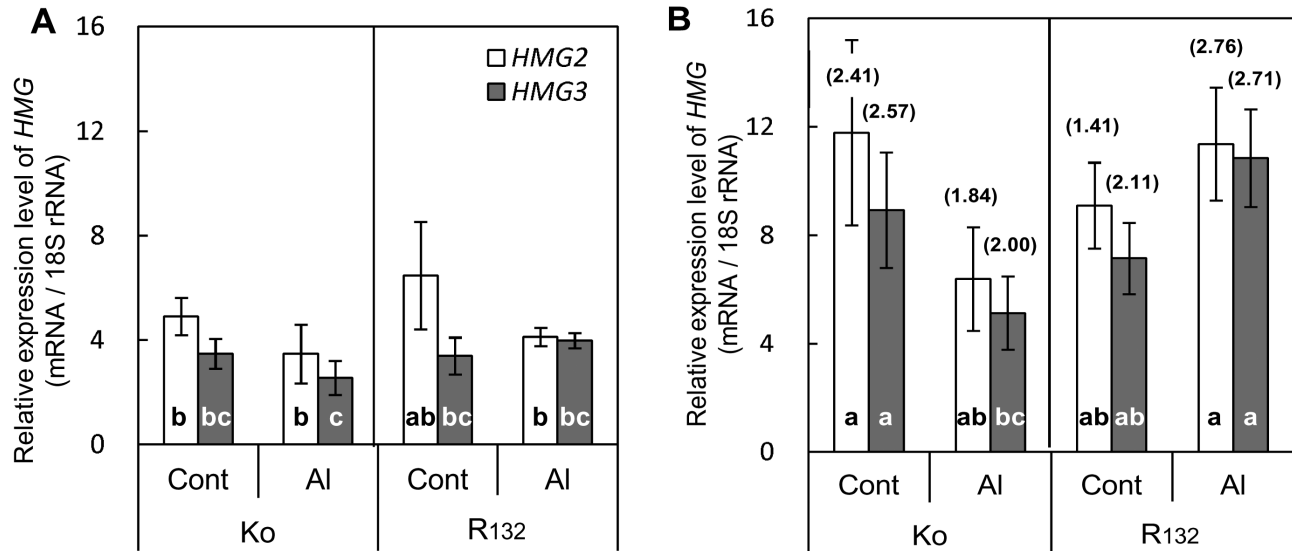 A
Relative expression level of HMG
(mRNA / 18S rRNA)
16
12
8
4
0
HMG2
HMG3
b
bc
b
c
ab
bc
b
bc
Cont
Al
Cont
Al
Ko
R132
B
Relative expression level of HMG
(mRNA / 18S rRNA)
16
12
8
4
0
(2.41)
(2.57)
(1.84)
(2.00)
(1.41)
(2.11)
(2.76)
(2.71)
a
a
ab
bc
ab
ab
a
a
Cont
Al
Cont
Al
Ko
R132